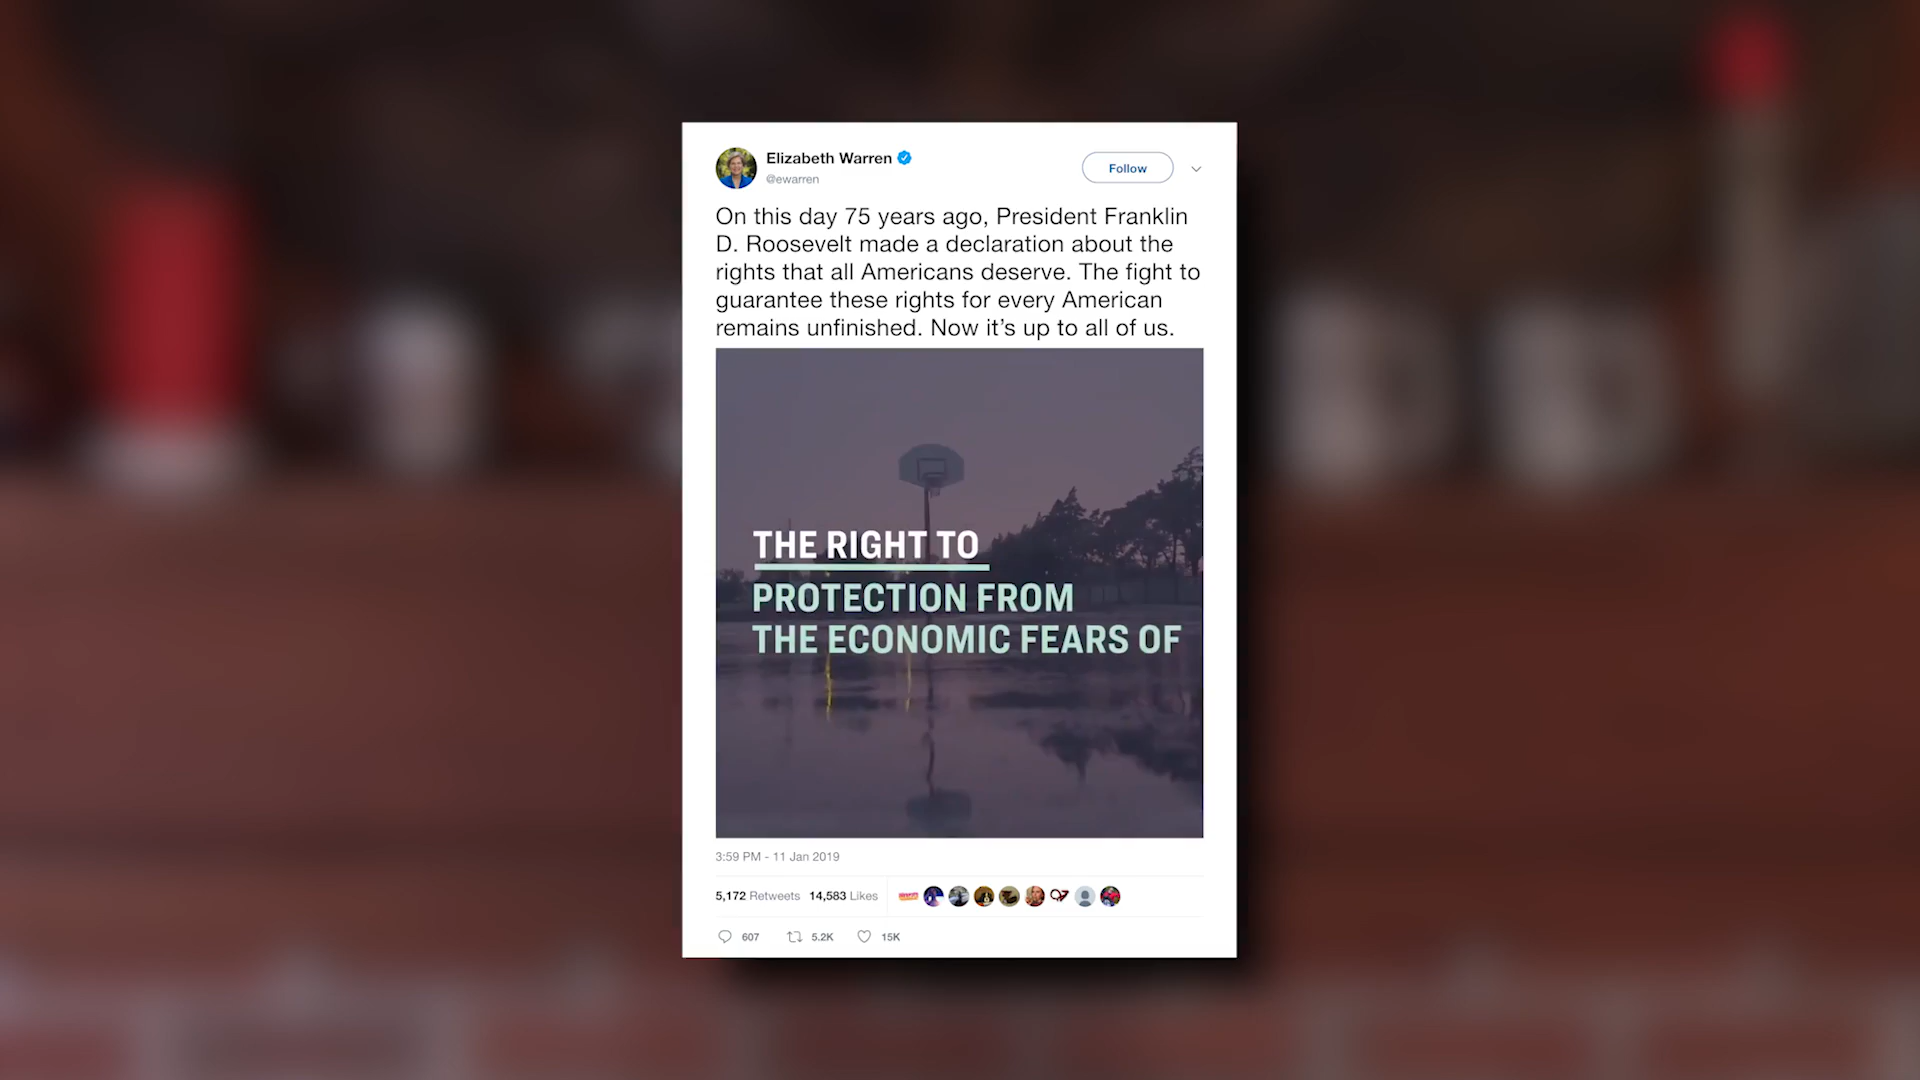 Elizabeth Warren
@ewarren
Follow
On this day 75 years ago, President Franklin
D. Roosevelt made a declaration about the
rights that all Americans deserve. The fight to
guarantee these rights for every American
remains unfinished. Now it's up to all of us.
THE RIGHT TO
PROTECTION FROM
THE ECONOMIC FEARS OF
3:59 PM - 11 Jan 2019
5,172 Retweets 14,583 Likes
607 5.2K 15K